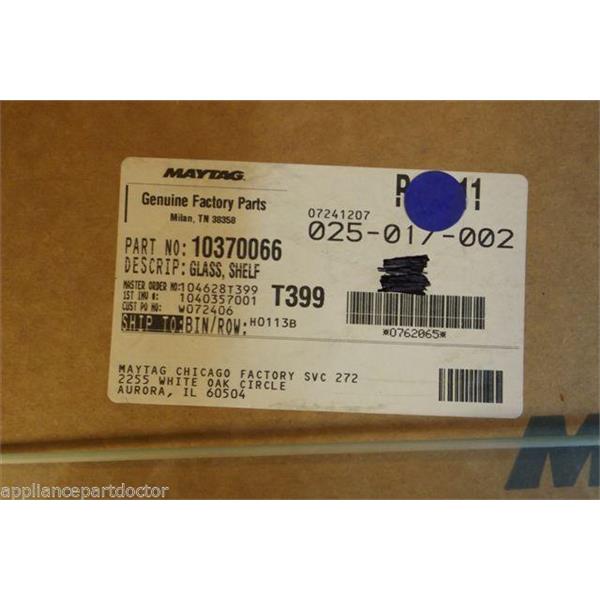 MAYTAG
Genuine Factory Parts
Milan, TN 38358
07241207
025-017-002
PART NO: 10370066
DESCRIP: GLASS, SHELF
MASTER ORDER NO: 104628T399
1ST INV #: 1040357001
CUST PO NO: W072406
T399
SHIP TO: BIN/ROW: H0113B
*0762065*
MAYTAG CHICAGO FACTORY SVC 272
2255 WHITE OAK CIRCLE
AURORA, IL 60504
appliancepartdoctor